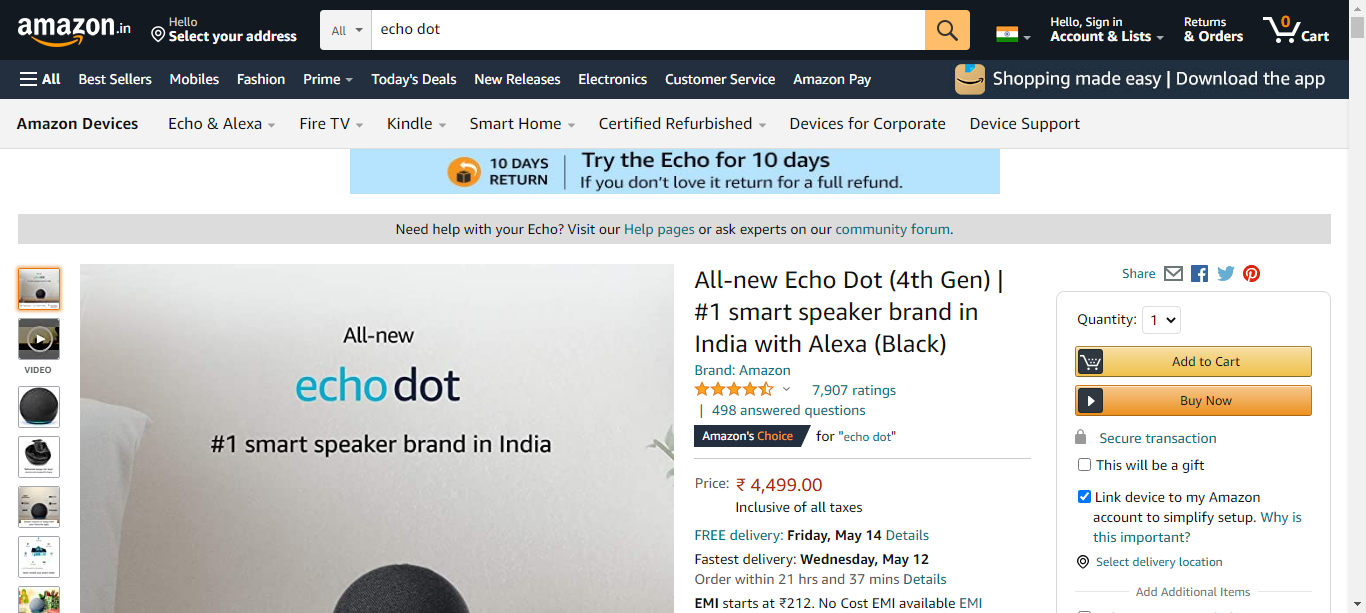 amazon.in
Hello
Select your address
All
echo dot
Hello, Sign in
Account & Lists
Returns
& Orders
0
Cart
All
Best Sellers
Mobiles
Fashion
Prime
Today's Deals
New Releases
Electronics
Customer Service
Amazon Pay
Shopping made easy | Download the app
Amazon Devices
Echo & Alexa
Fire TV
Kindle
Smart Home
Certified Refurbished
Devices for Corporate
Device Support
10 DAYS
RETURN
Try the Echo for 10 days
If you don't love it return for a full refund.
Need help with your Echo? Visit our Help pages or ask experts on our community forum.
VIDEO
All-new
echo dot
#1 smart speaker brand in India
All-new Echo Dot (4th Gen) |
#1 smart speaker brand in
India with Alexa (Black)
Brand: Amazon
7,907 ratings
| 498 answered questions
Amazon's Choice for "echo dot"
Price: ₹ 4,499.00
Inclusive of all taxes
FREE delivery: Friday, May 14 Details
Fastest delivery: Wednesday, May 12
Order within 21 hrs and 37 mins Details
EMI starts at ₹212. No Cost EMI available EMI
Share
Quantity: 1
Add to Cart
Buy Now
Secure transaction
This will be a gift
Link device to my Amazon
account to simplify setup. Why is
this important?
Select delivery location
Add Additional Items